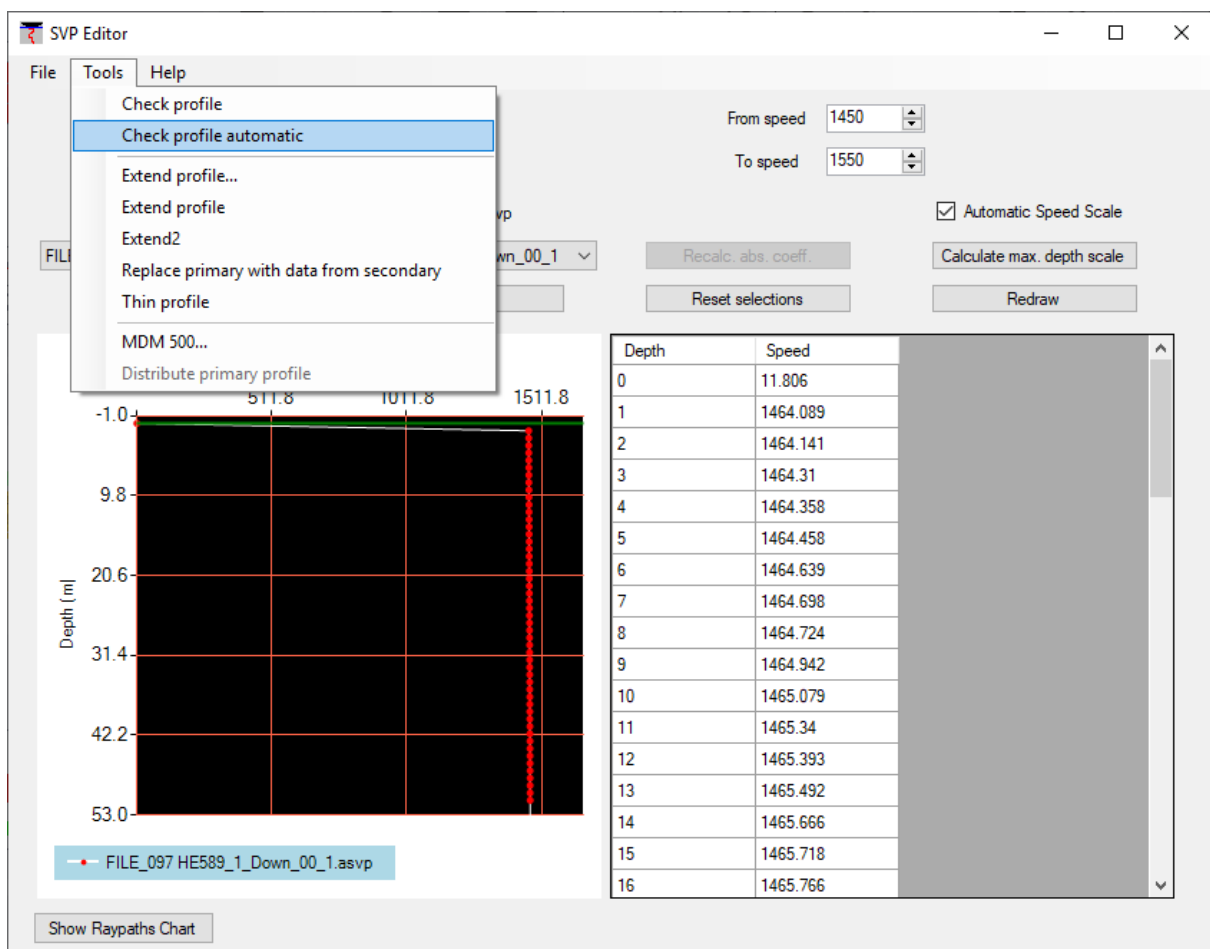 SVP Editor
File Tools Help
Check profile
Check profile automatic
Extend profile...
Extend profile
Extend2
Replace primary with data from secondary
Thin profile
MDM 500...
Distribute primary profile
From speed 1450
To speed 1550
vp
Automatic Speed Scale
FIL
wn_00_1
Recalc. abs. coeff.
Calculate max. depth scale
Reset selections
Redraw
511.8 1011.8 1511.8
-1.0
9.8
20.6
31.4
42.2
53.0
Depth [m]
FILE_097 HE589_1_Down_00_1.asvp
Depth Speed
0 11.806
1 1464.089
2 1464.141
3 1464.31
4 1464.358
5 1464.458
6 1464.639
7 1464.698
8 1464.724
9 1464.942
10 1465.079
11 1465.34
12 1465.393
13 1465.492
14 1465.666
15 1465.718
16 1465.766
Show Raypaths Chart